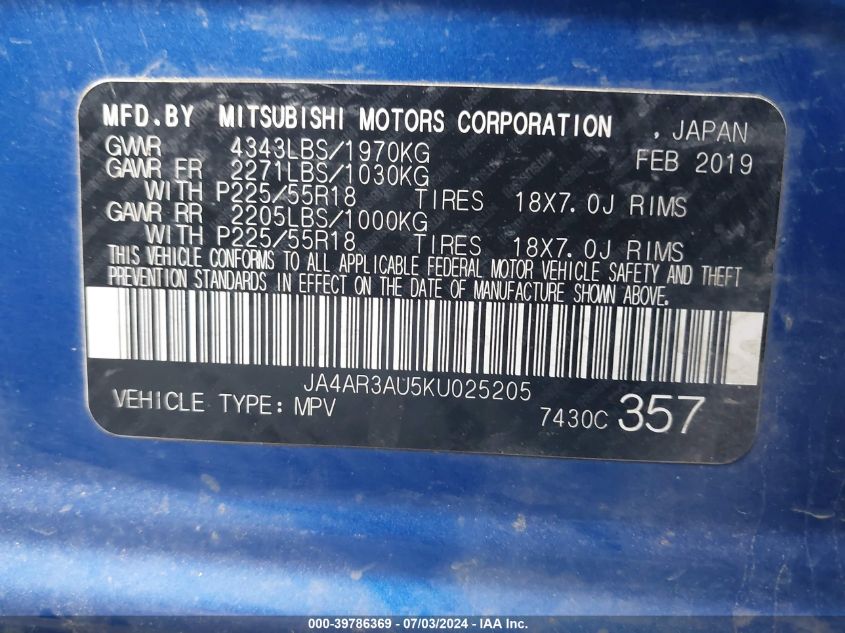 MFD.BY MITSUBISHI MOTORS CORPORATION , JAPAN
GVWR 4343LBS/1970KG FEB 2019
GAWR FR 2271LBS/1030KG
WITH P225/55R18 TIRES 18X7.0J RIMS
GAWR RR 2205LBS/1000KG
WITH P225/55R18 TIRES 18X7.0J RIMS
THIS VEHICLE CONFORMS TO ALL APPLICABLE FEDERAL MOTOR VEHICLE SAFETY AND THEFT
PREVENTION STANDARDS IN EFFECT ON THE DATE OF MANUFACTURE SHOWN ABOVE.
JA4AR3AU5KU025205
VEHICLE TYPE: MPV 7430C 357
000-39786369 - 07/03/2024 - IAA Inc.